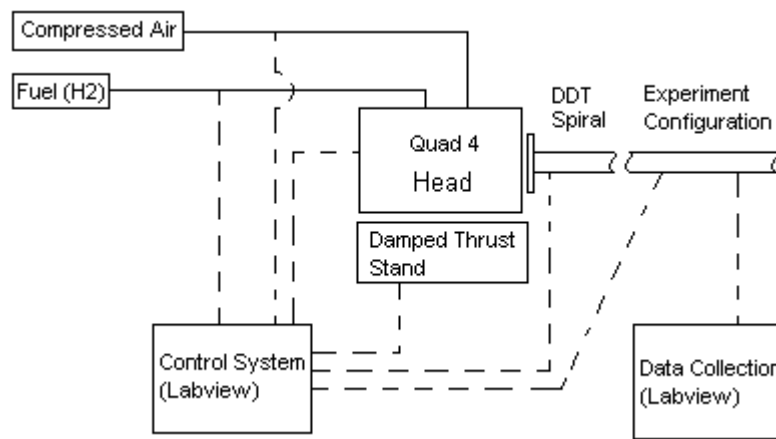 Compressed Air
Fuel (H2)
DDT
Spiral
Experiment
Configuration
Quad 4
Head
Damped Thrust
Stand
Control System
(Labview)
Data Collection
(Labview)